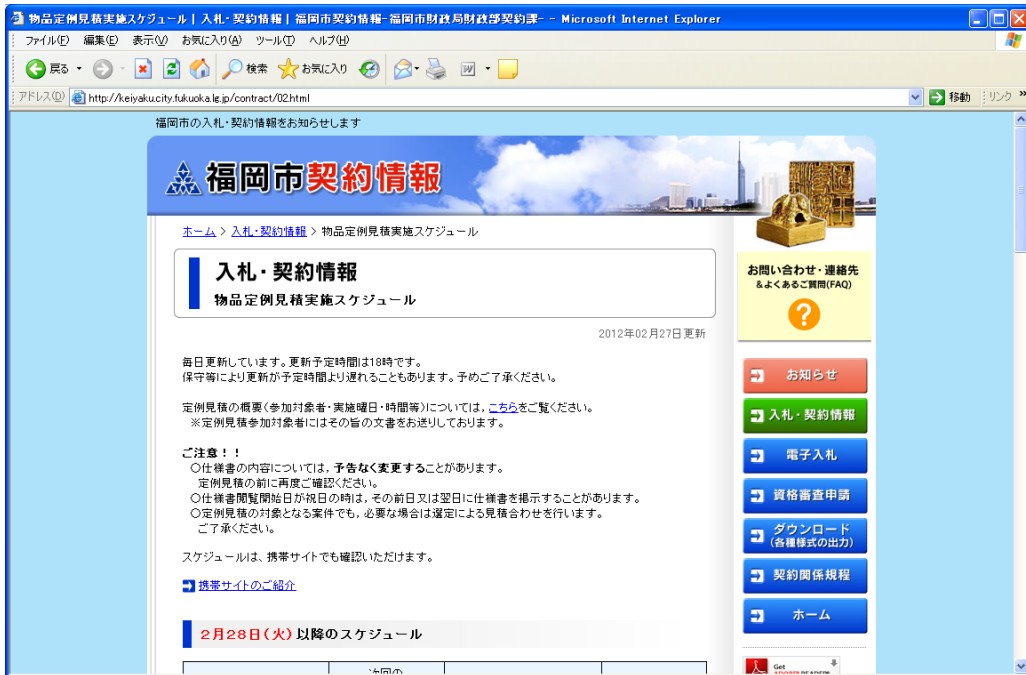 物品定例見積実施スケジュール | 入札・契約情報 | 福岡市契約情報-福岡市財政局財政部契約課- - Microsoft Internet Explorer
ファイル(F) 編集(E) 表示(V) お気に入り(A) ツール(T) ヘルプ(H)
戻る 検索 お気に入り
アドレス(D) http://keiyaku.city.fukuoka.lg.jp/contract/02.html 移動 リンク »
福岡市の入札・契約情報をお知らせします
福岡市契約情報
ホーム > 入札・契約情報 > 物品定例見積実施スケジュール
入札・契約情報
物品定例見積実施スケジュール
2012年02月27日更新
毎日更新しています。更新予定時間は18時です。
保守等により更新が予定時間より遅れることもあります。予めご了承ください。
定例見積の概要(参加対象者・実施曜日・時間等)については、こちらをご覧ください。
※定例見積参加対象者にはその旨の文書をお送りしております。
ご注意！！
○仕様書の内容については、予告なく変更することがあります。
定例見積の前に再度ご確認ください。
○仕様書閲覧開始日が祝日の時は、その前日又は翌日に仕様書を掲示することがあります。
○定例見積の対象となる案件でも、必要な場合は選定による見積合わせを行います。
ご了承ください。
スケジュールは、携帯サイトでも確認いただけます。
携帯サイトのご紹介
2月28日(火)以降のスケジュール
次回の
お問い合わせ・連絡先
&よくあるご質問(FAQ)
?
お知らせ
入札・契約情報
電子入札
資格審査申請
ダウンロード
(各種様式の出力)
契約関係規程
ホーム
Get